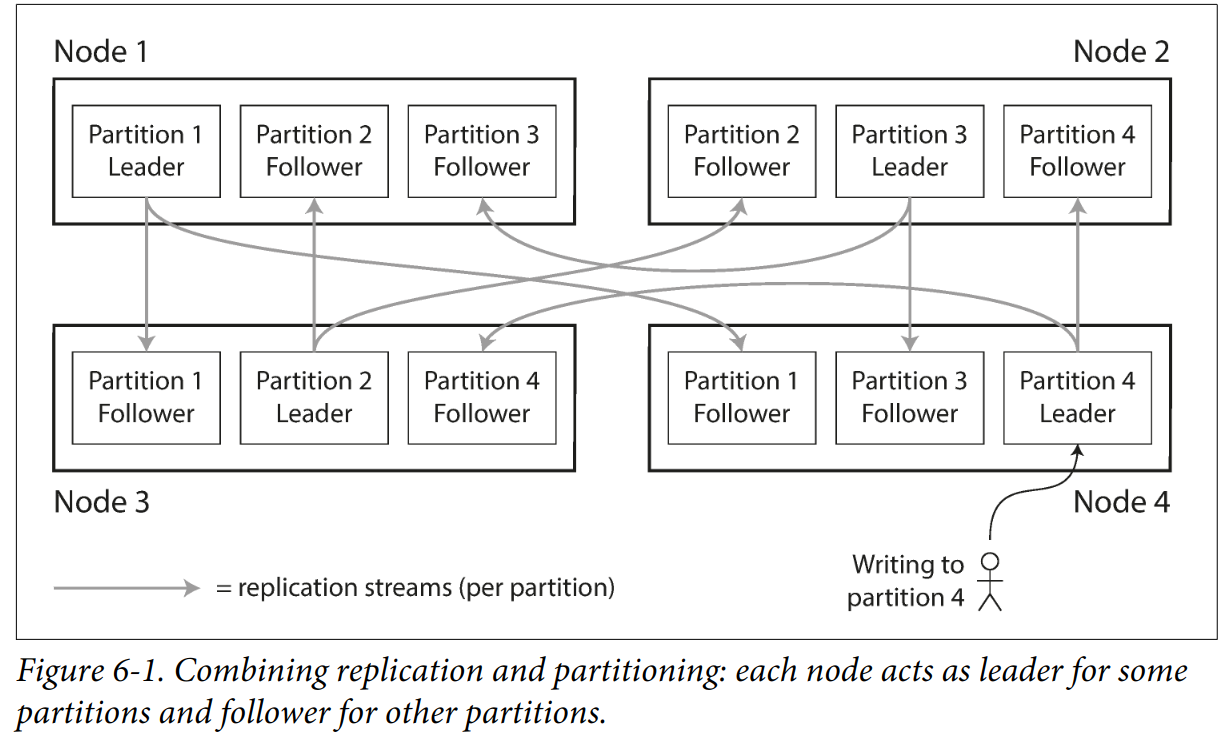 Node 1
Node 2
Partition 1
Leader
Partition 2
Follower
Partition 3
Follower
Partition 2
Follower
Partition 3
Leader
Partition 4
Follower
Partition 1
Follower
Partition 2
Leader
Partition 4
Follower
Partition 1
Follower
Partition 3
Follower
Partition 4
Leader
Node 3
Node 4
Writing to
partition 4
= replication streams (per partition)
Figure 6-1. Combining replication and partitioning: each node acts as leader for some
partitions and follower for other partitions.